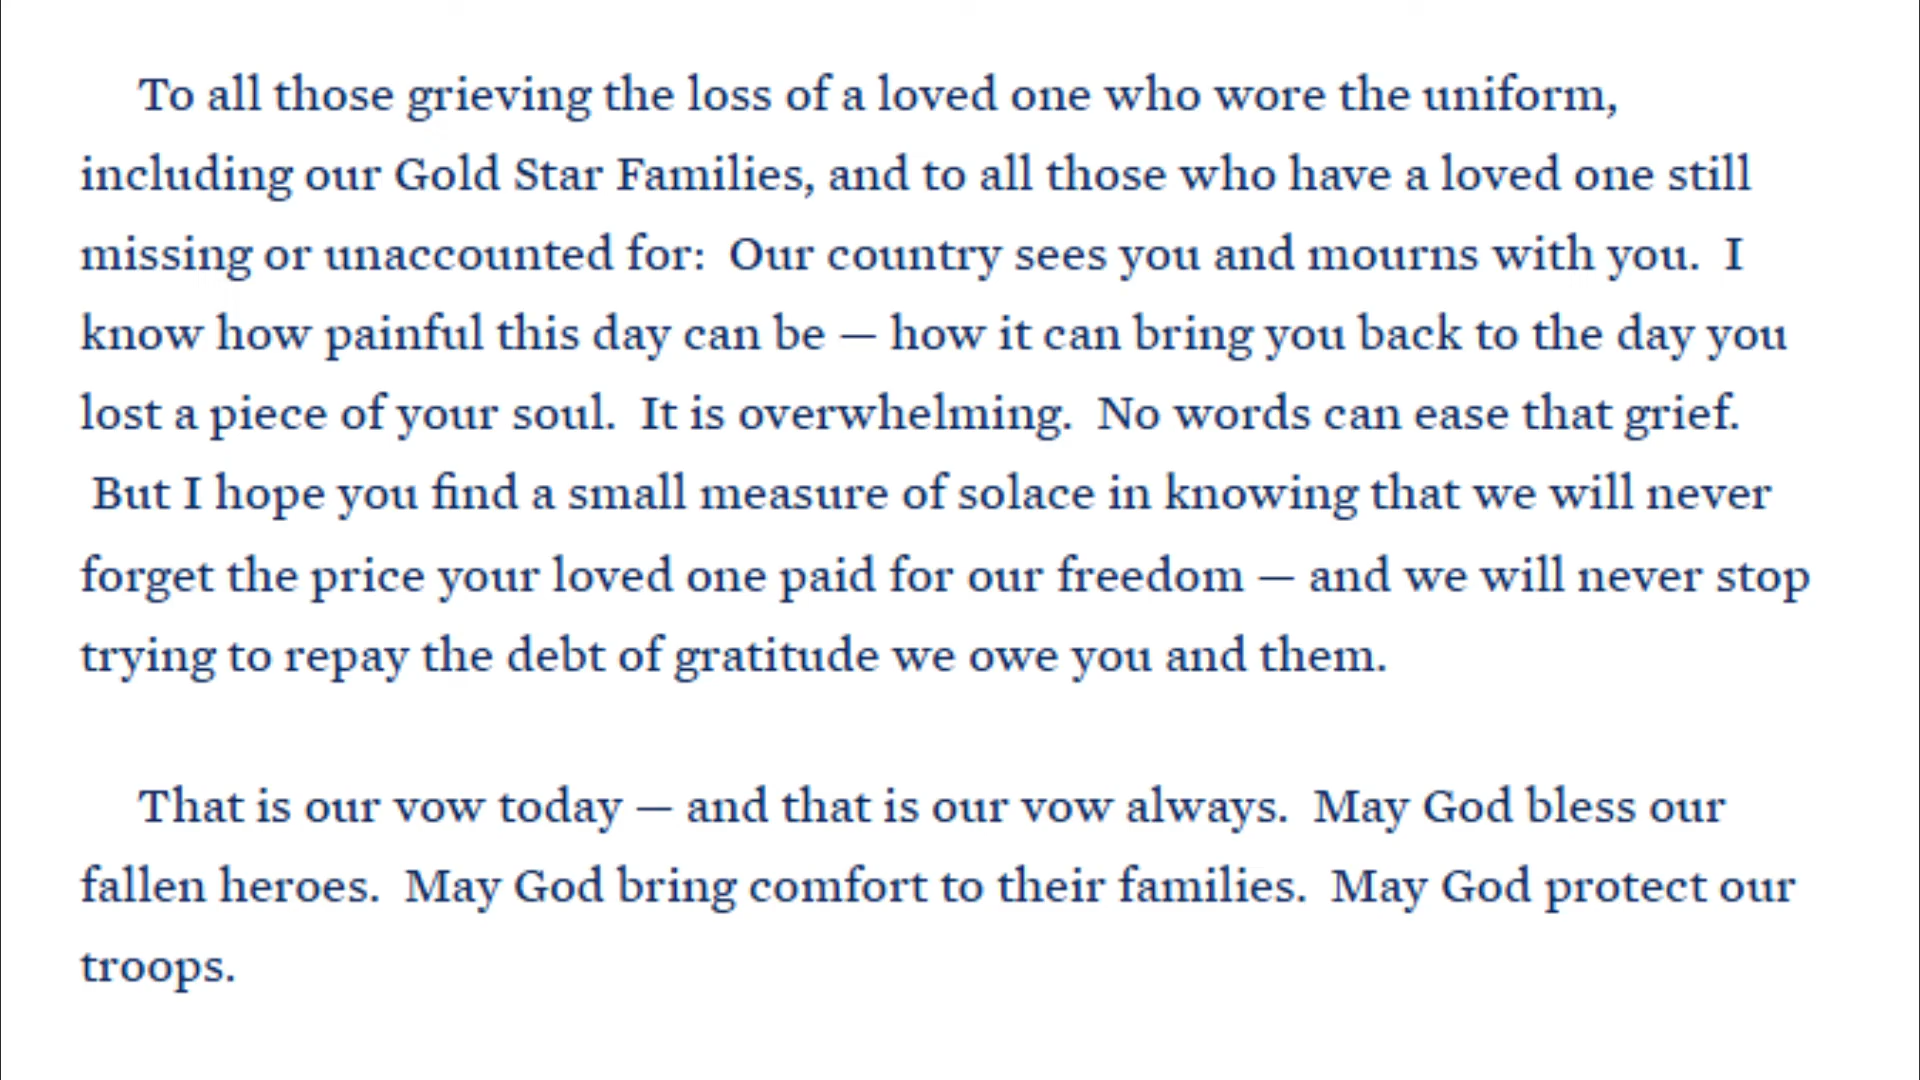 To all those grieving the loss of a loved one who wore the uniform,
including our Gold Star Families, and to all those who have a loved one still
missing or unaccounted for:  Our country sees you and mourns with you.  I
know how painful this day can be — how it can bring you back to the day you
lost a piece of your soul.  It is overwhelming.  No words can ease that grief.
But I hope you find a small measure of solace in knowing that we will never
forget the price your loved one paid for our freedom — and we will never stop
trying to repay the debt of gratitude we owe you and them.
That is our vow today — and that is our vow always.  May God bless our
fallen heroes.  May God bring comfort to their families.  May God protect our
troops.